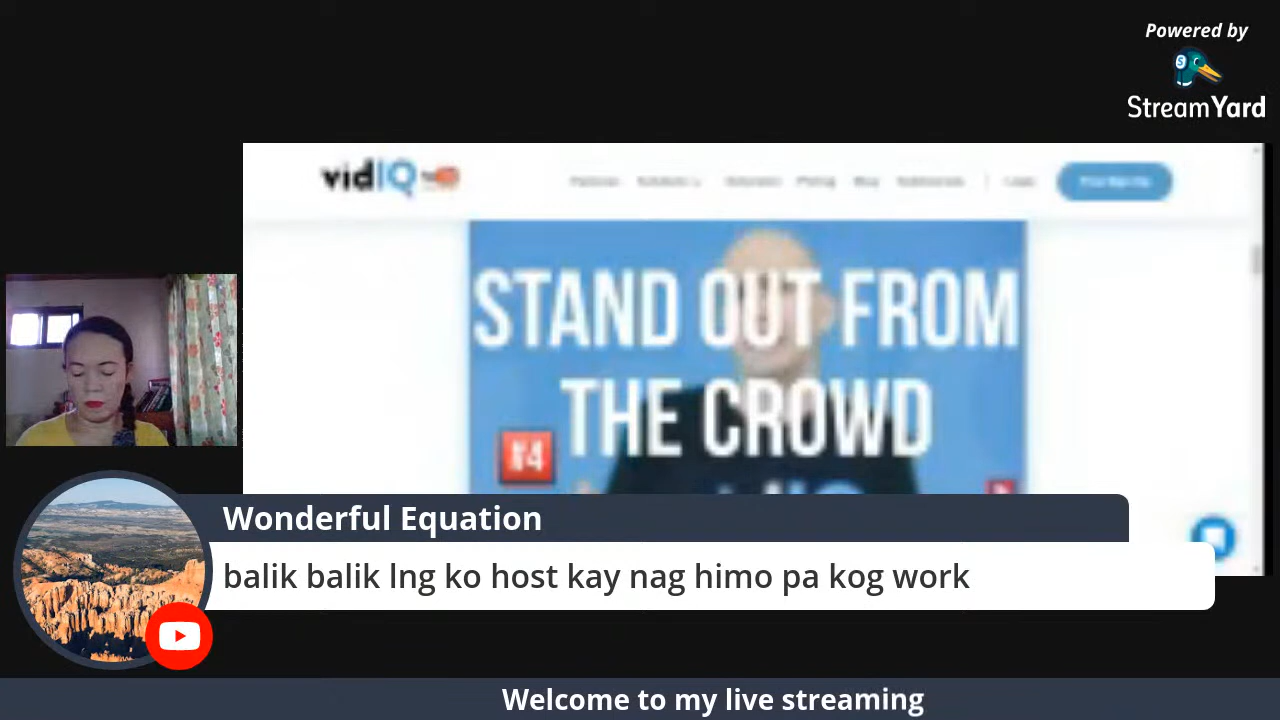 Powered by
StreamYard
vidIQ
STAND OUT FROM
THE CROWD
#4
Wonderful Equation
balik balik lng ko host kay nag himo pa kog work
Welcome to my live streaming